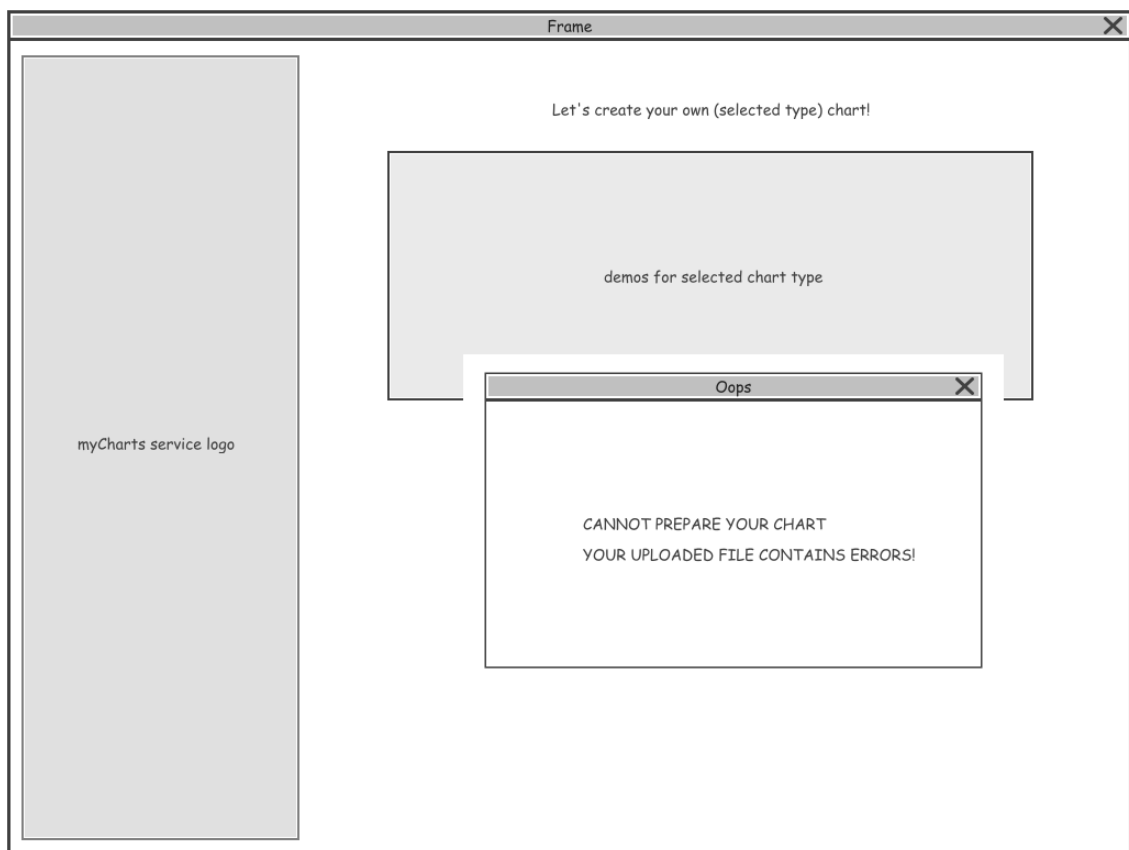 Frame
Let's create your own (selected type) chart!
demos for selected chart type
Oops
myCharts service logo
CANNOT PREPARE YOUR CHART
YOUR UPLOADED FILE CONTAINS ERRORS!